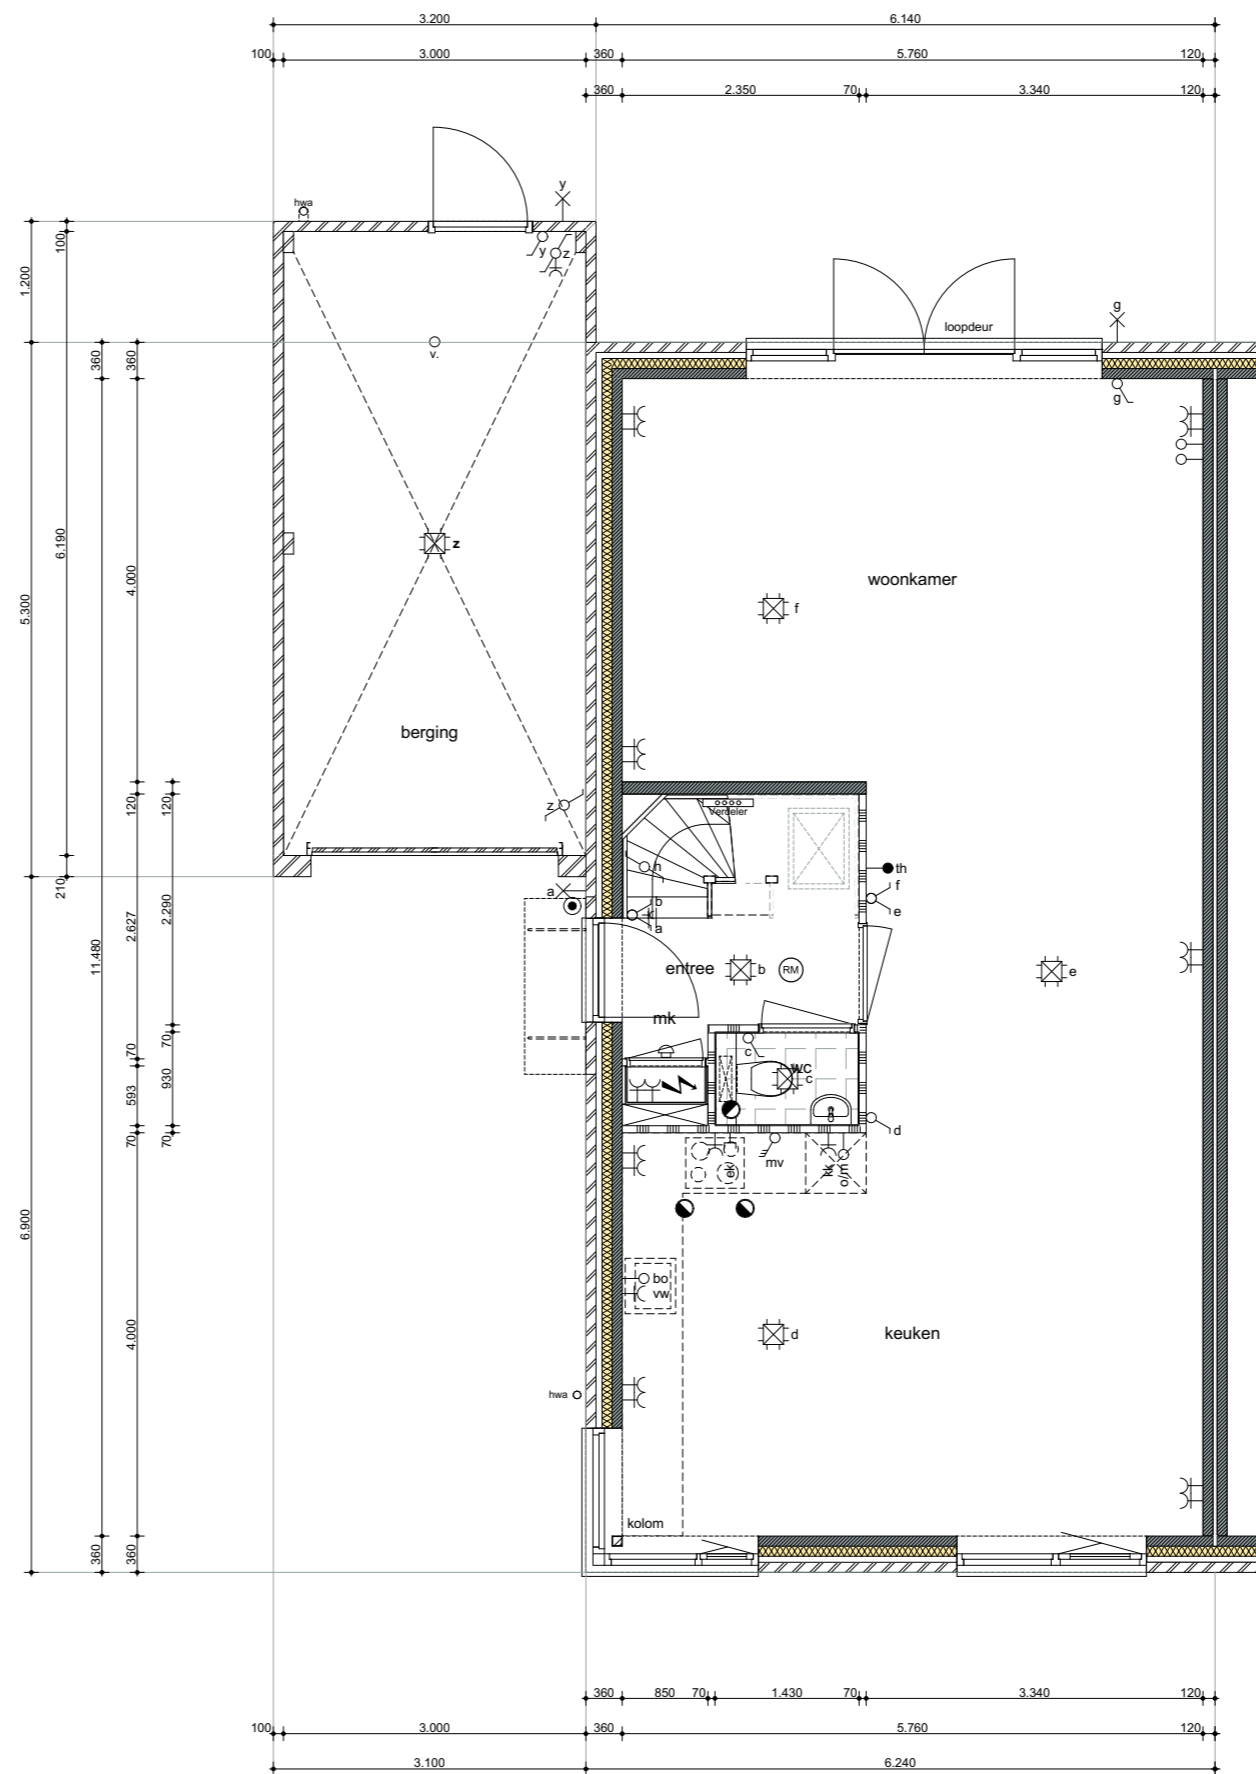 3.200 6.140
100 3.000 360 5.760 120
360 2.350 70 3.340 120
hwa
y
y
z
v.
loopdeur
g
g
1.200
100
360
360
woonkamer
f
z
5.300
6.190
4.000
berging
z
120
120
210
Verdeler
h
th
f
e
a
b
a
2.627
2.290
11.480
entree
b
RM
e
mk
c
WC
c
70
70
593
930
70
70
d
ek
mv
kk
o/m
bo
vw
6.900
4.000
d
keuken
hwa
kolom
360
360
360 850 70 1.430 70 3.340 120
100 3.000 360 5.760 120
3.100 6.240